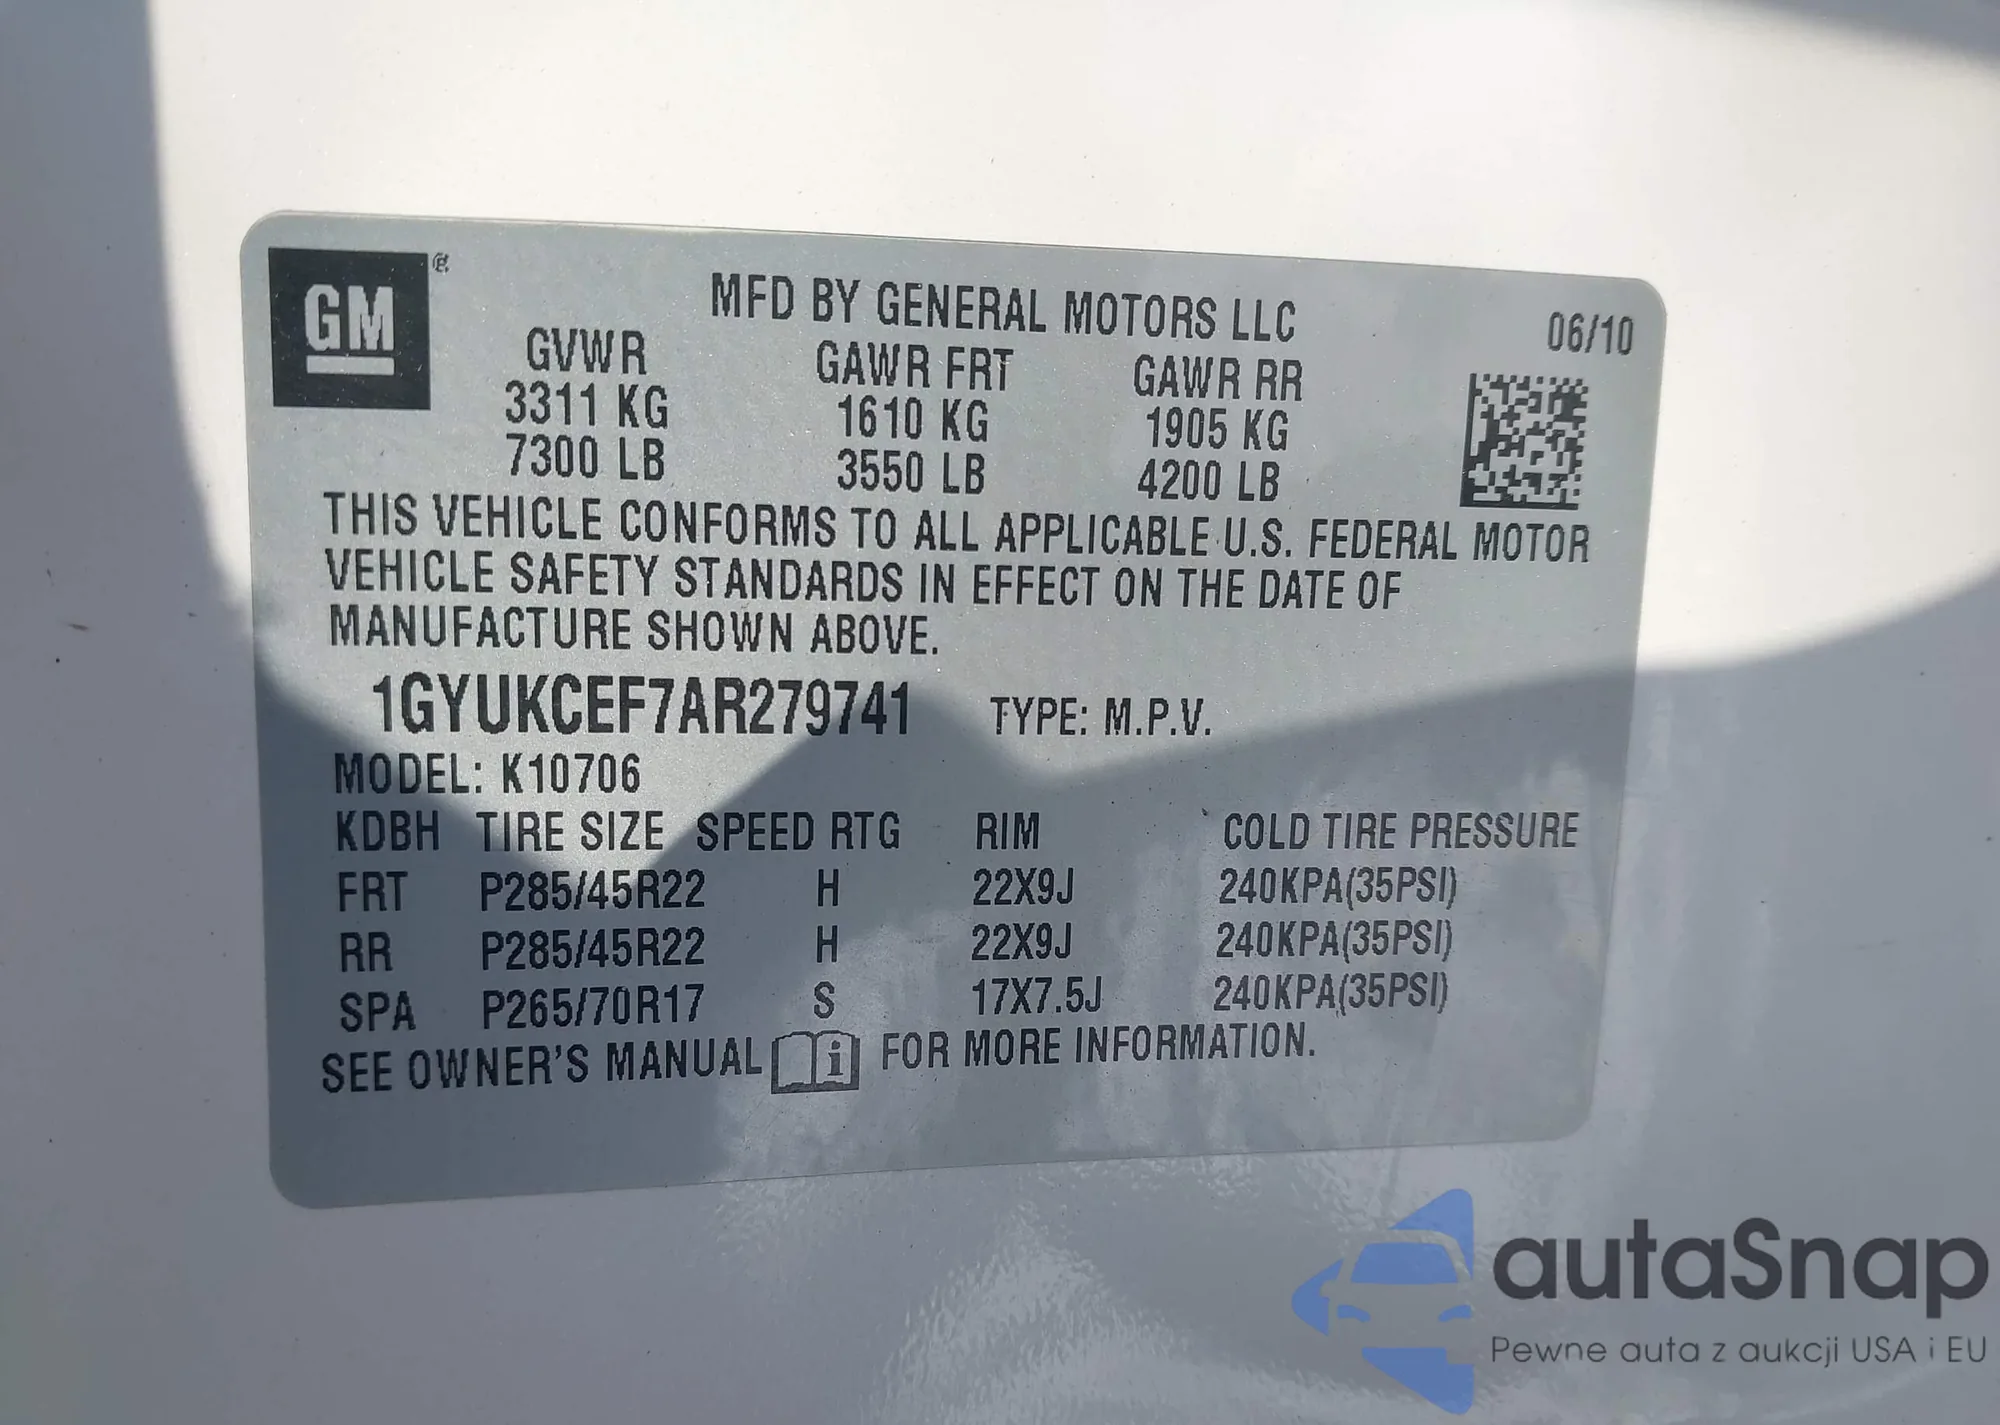 GM
MFD BY GENERAL MOTORS LLC
06/10
GVWR GAWR FRT GAWR RR
3311 KG 1610 KG 1905 KG
7300 LB 3550 LB 4200 LB
THIS VEHICLE CONFORMS TO ALL APPLICABLE U.S. FEDERAL MOTOR
VEHICLE SAFETY STANDARDS IN EFFECT ON THE DATE OF
MANUFACTURE SHOWN ABOVE.
1GYUKCEF7AR279741 TYPE: M.P.V.
MODEL: K10706
KDBH TIRE SIZE SPEED RTG RIM COLD TIRE PRESSURE
FRT P285/45R22 H 22X9J 240KPA(35PSI)
RR P285/45R22 H 22X9J 240KPA(35PSI)
SPA P265/70R17 S 17X7.5J 240KPA(35PSI)
SEE OWNER'S MANUAL i FOR MORE INFORMATION.
autaSnap
Pewne auta z aukcji USA i EU